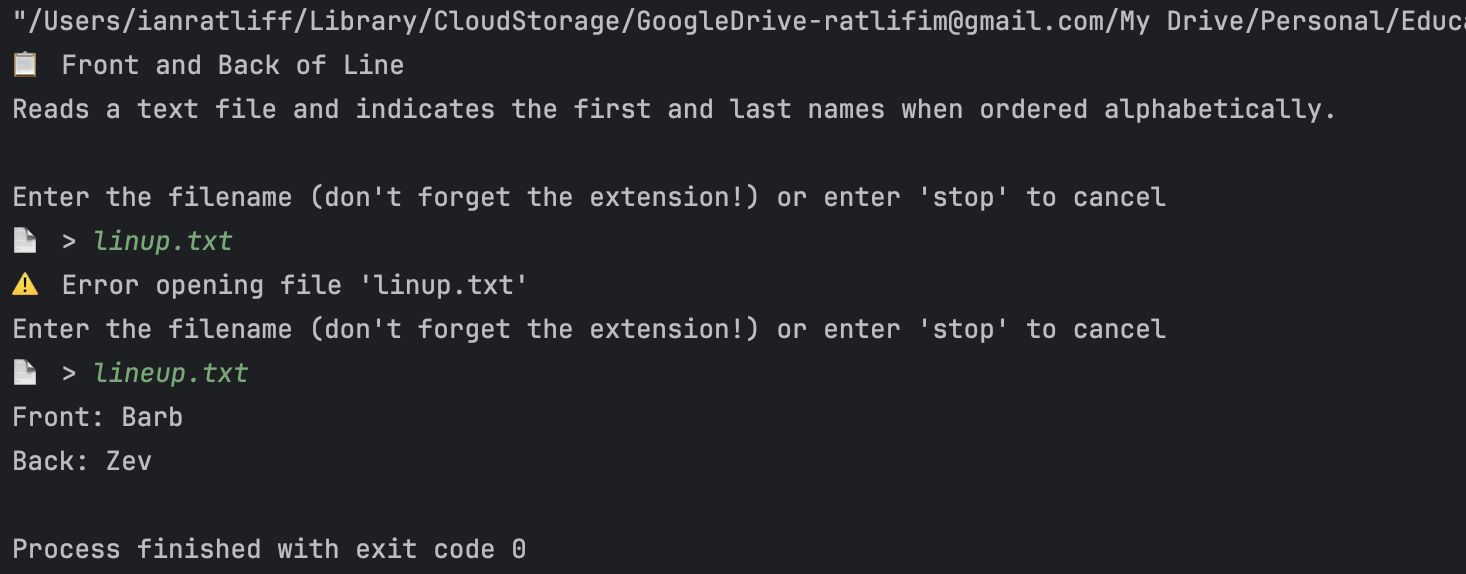 "/Users/ianratliff/Library/CloudStorage/GoogleDrive-ratlifim@gmail.com/My Drive/Personal/Educa
📋 Front and Back of Line
Reads a text file and indicates the first and last names when ordered alphabetically.
Enter the filename (don't forget the extension!) or enter 'stop' to cancel
📄 > linup.txt
⚠️ Error opening file 'linup.txt'
Enter the filename (don't forget the extension!) or enter 'stop' to cancel
📄 > lineup.txt
Front: Barb
Back: Zev
Process finished with exit code 0